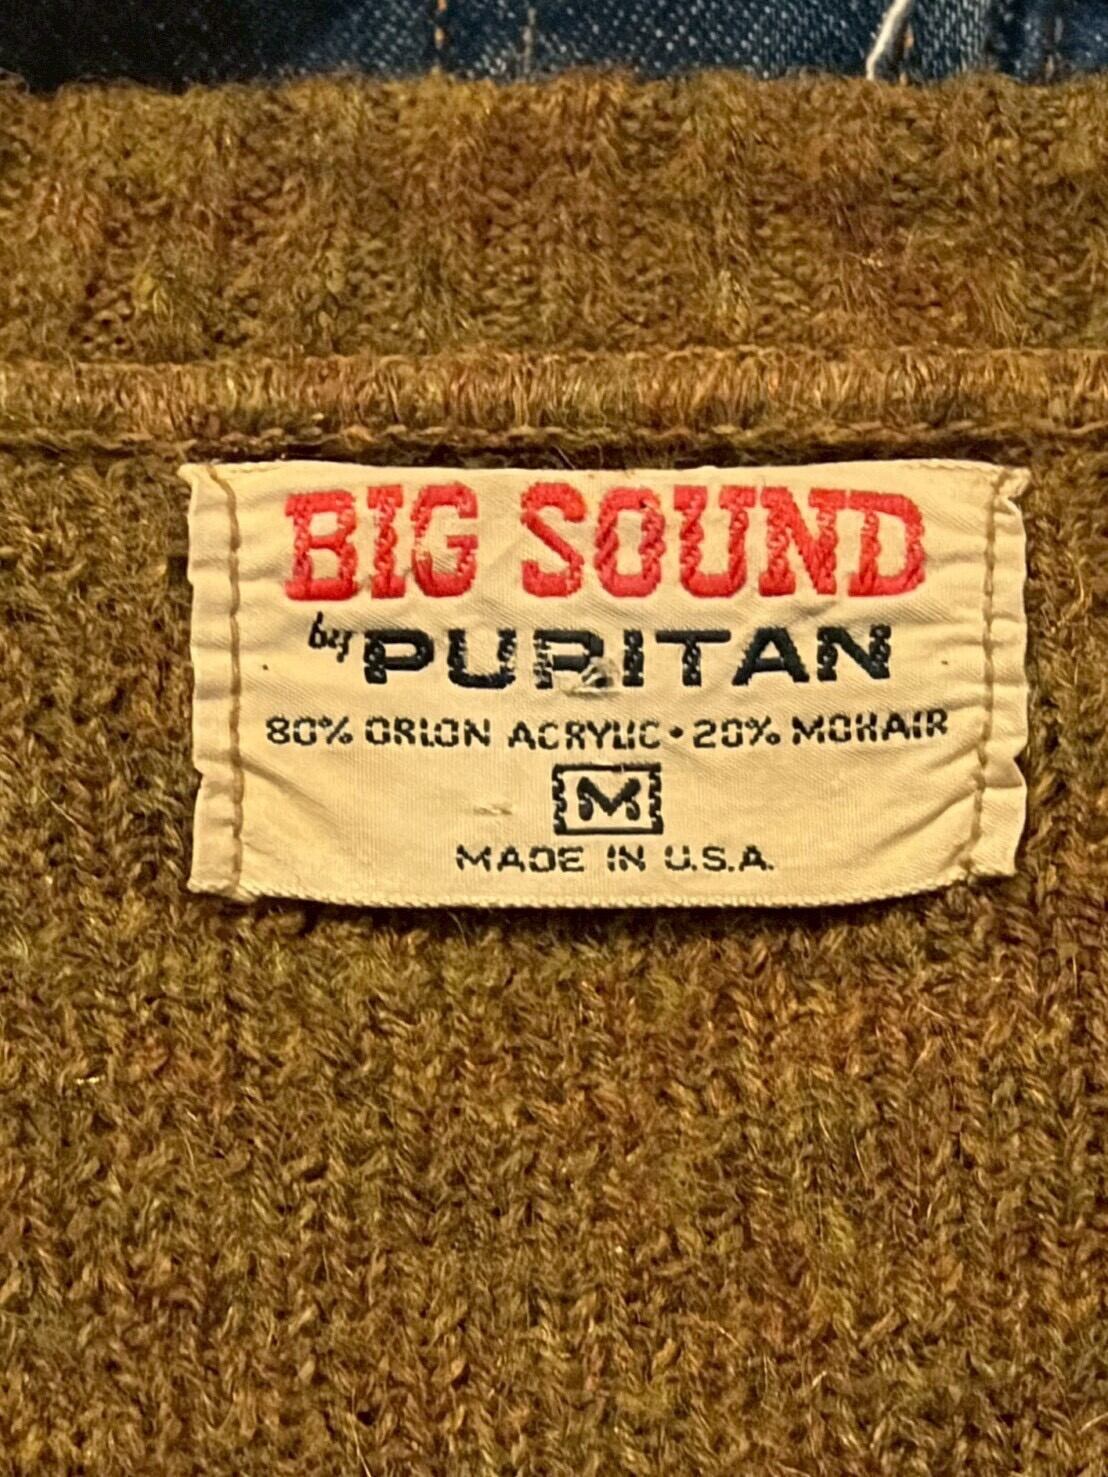 BIG SOUND
by PURITAN
80% ORLON ACRYLIC • 20% MOHAIR
M
MADE IN U.S.A.